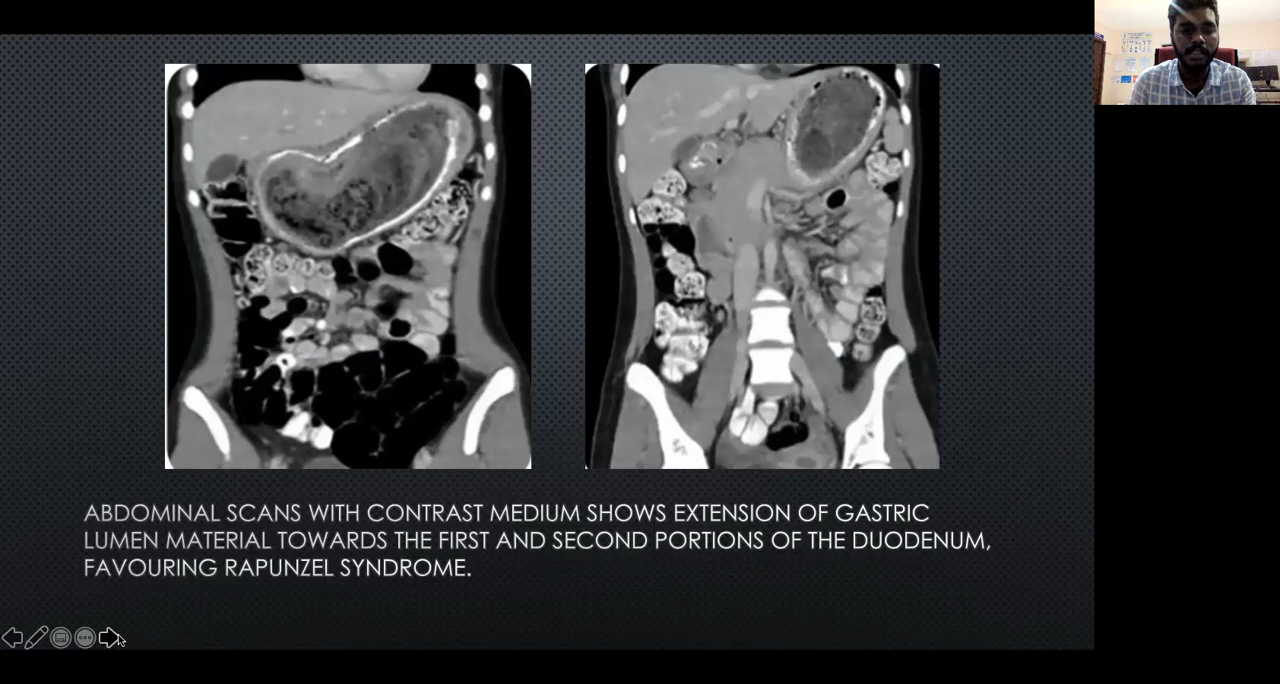 ABDOMINAL SCANS WITH CONTRAST MEDIUM SHOWS EXTENSION OF GASTRIC
LUMEN MATERIAL TOWARDS THE FIRST AND SECOND PORTIONS OF THE DUODENUM,
FAVOURING RAPUNZEL SYNDROME.